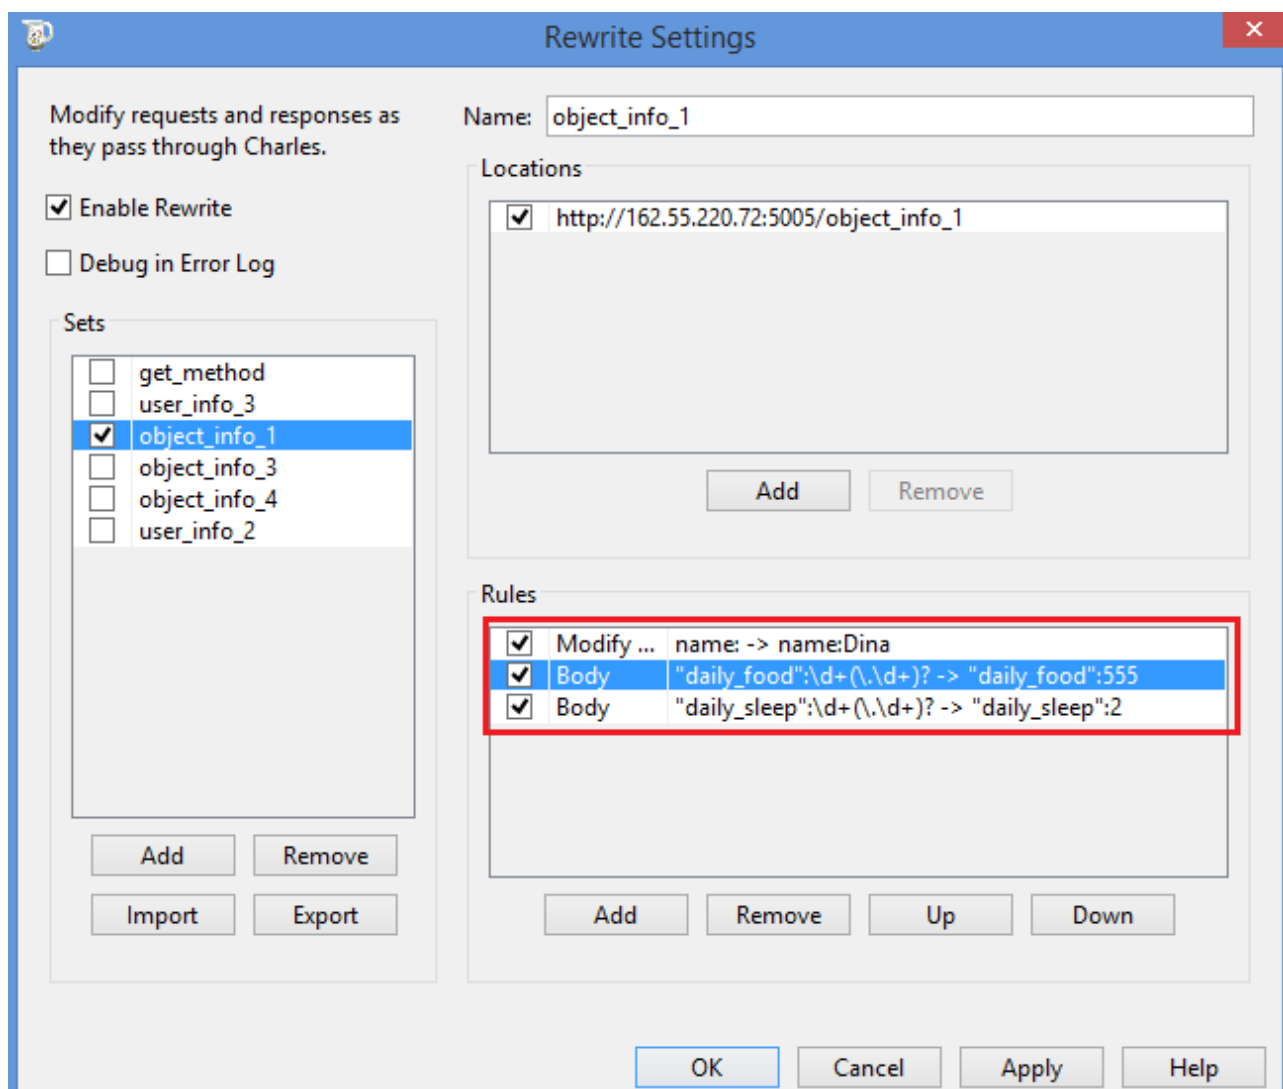 Rewrite Settings
Modify requests and responses as
they pass through Charles.
Enable Rewrite
Debug in Error Log
Sets
get_method
user_info_3
object_info_1
object_info_3
object_info_4
user_info_2
Add Remove
Import Export
Name: object_info_1
Locations
http://162.55.220.72:5005/object_info_1
Add Remove
Rules
Modify ... name: -> name:Dina
Body "daily_food":\d+(\.\d+)? -> "daily_food":555
Body "daily_sleep":\d+(\.\d+)? -> "daily_sleep":2
Add Remove Up Down
OK Cancel Apply Help